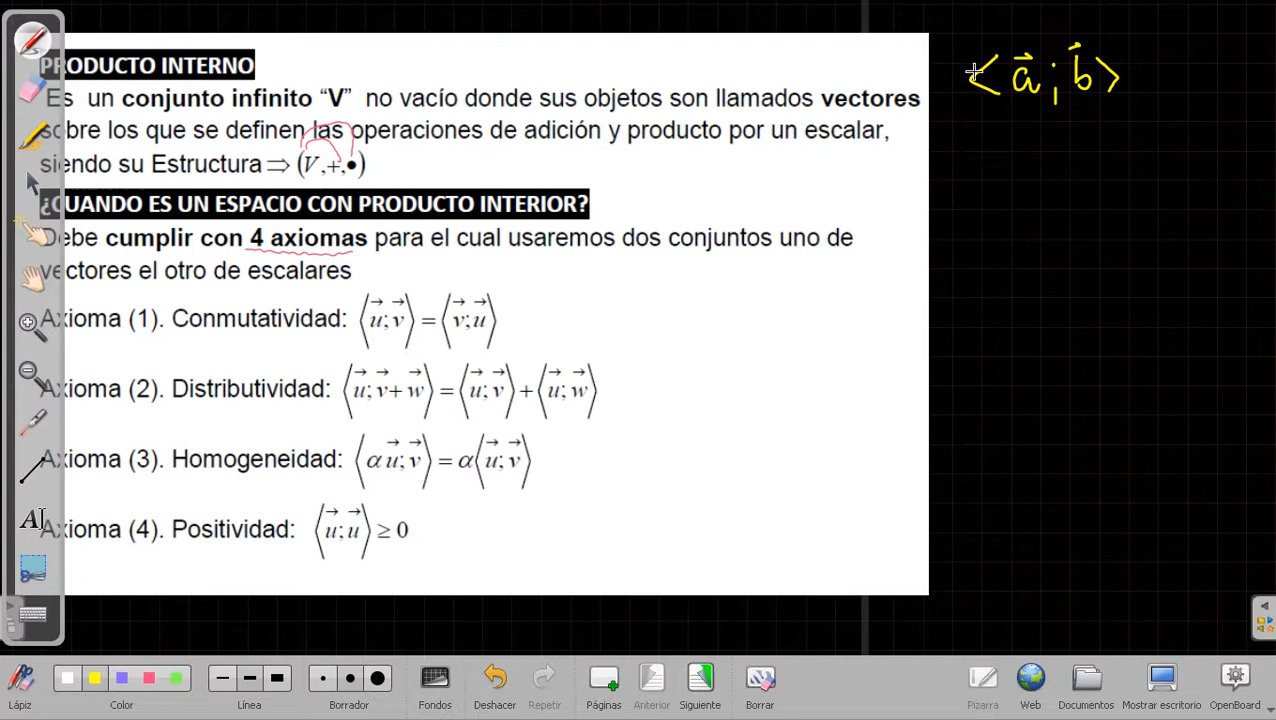 PRODUCTO INTERNO
Es un conjunto infinito “V” no vacío donde sus objetos son llamados vectores
sobre los que se definen las operaciones de adición y producto por un escalar,
siendo su Estructura ⇒ (V,+,•)
¿CUANDO ES UN ESPACIO CON PRODUCTO INTERIOR?
Debe cumplir con 4 axiomas para el cual usaremos dos conjuntos uno de
vectores el otro de escalares
Axioma (1). Conmutatividad: ⟨u⃗; v⃗⟩ = ⟨v⃗; u⃗⟩
Axioma (2). Distributividad: ⟨u⃗; v⃗ + w⃗⟩ = ⟨u⃗; v⃗⟩ + ⟨u⃗; w⃗⟩
Axioma (3). Homogeneidad: ⟨α u⃗; v⃗⟩ = α⟨u⃗; v⃗⟩
Axioma (4). Positividad: ⟨u⃗; u⃗⟩ ≥ 0
<a⃗ ; b⃗>
Lápiz Color Línea Borrador Fondos Deshacer Repetir Páginas Anterior Siguiente Borrar Pizarra Web Documentos Mostrar escritorio OpenBoard